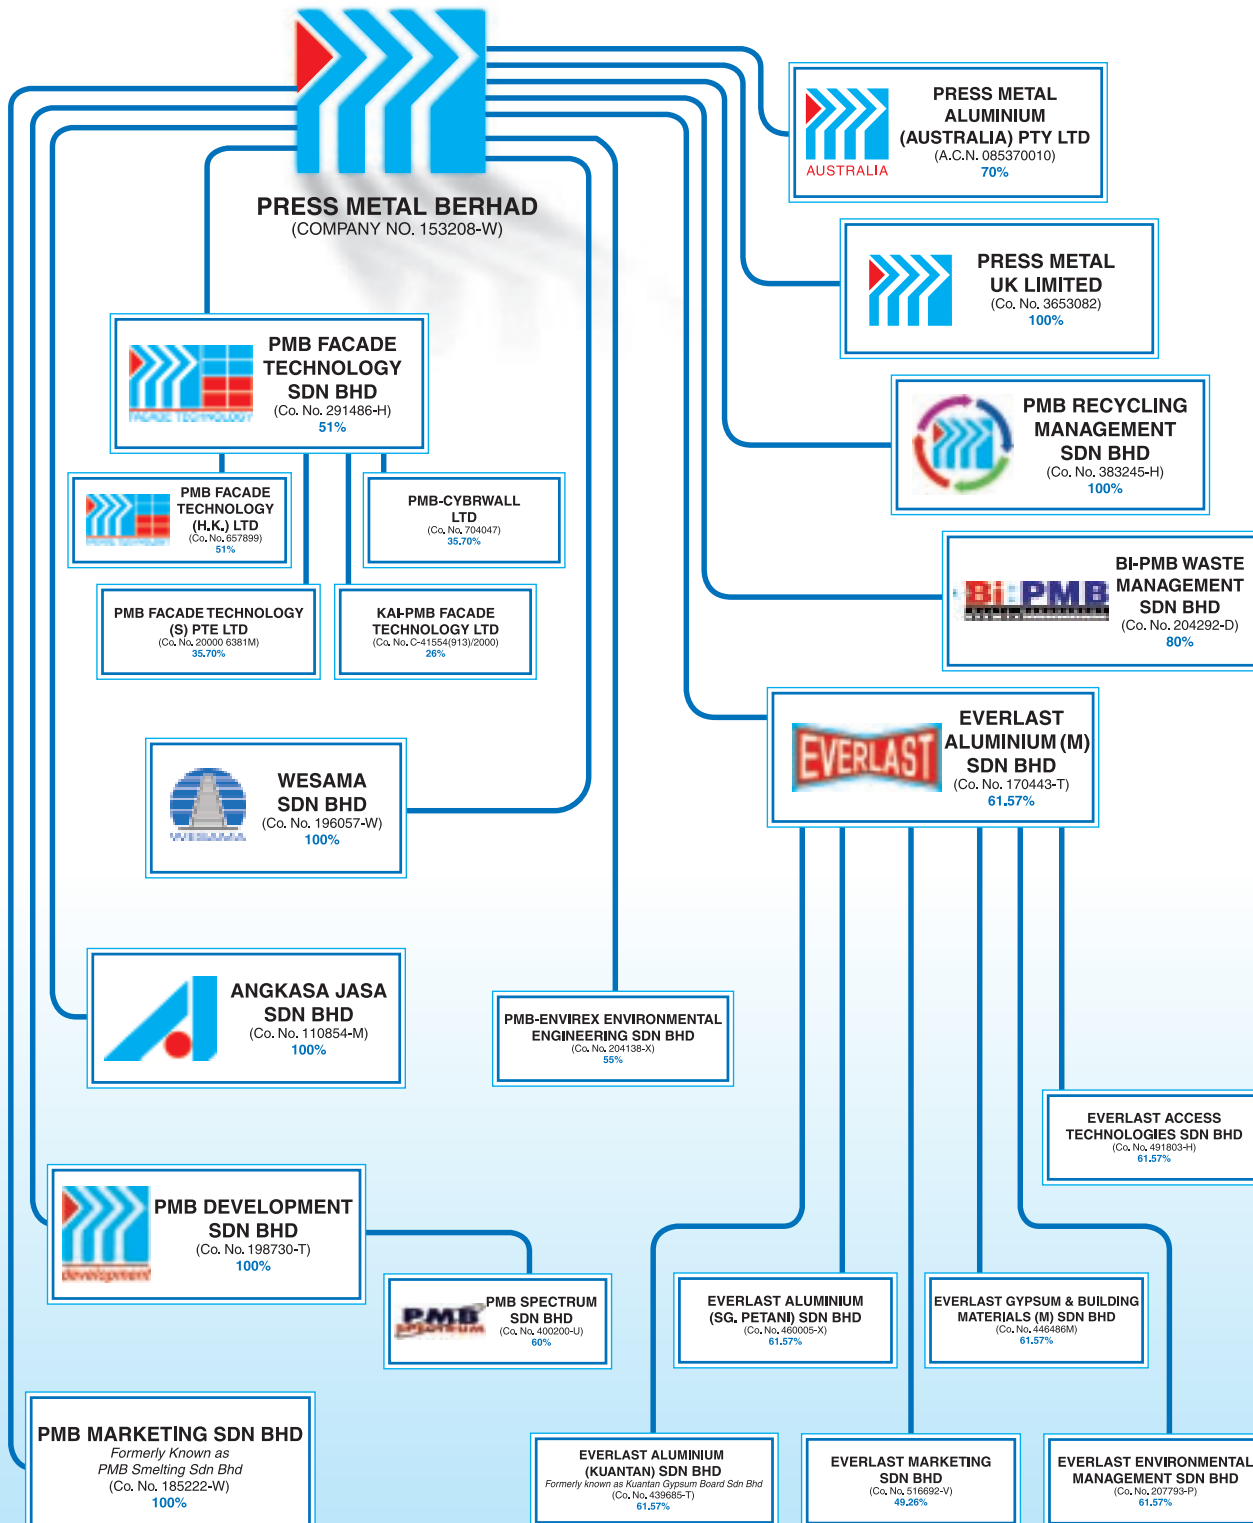 PRESS METAL BERHAD
(COMPANY NO. 153208-W)
AUSTRALIA
PRESS METAL
ALUMINIUM
(AUSTRALIA) PTY LTD
(A.C.N. 085370010)
70%
PRESS METAL
UK LIMITED
(Co. No. 3653082)
100%
PMB RECYCLING
MANAGEMENT
SDN BHD
(Co. No. 383245-H)
100%
Bi PMB
BI-PMB WASTE
MANAGEMENT
SDN BHD
(Co. No. 204292-D)
80%
FACADE TECHNOLOGY
PMB FACADE
TECHNOLOGY
SDN BHD
(Co. No. 291486-H)
51%
PMB FACADE
TECHNOLOGY
(H.K.) LTD
(Co. No. 657899)
51%
PMB-CYBRWALL
LTD
(Co. No. 704047)
35.70%
PMB FACADE TECHNOLOGY
(S) PTE LTD
(Co. No. 20000 6381M)
35.70%
KAI-PMB FACADE
TECHNOLOGY LTD
(Co. No. C-41554(913)/2000)
26%
EVERLAST
EVERLAST
ALUMINIUM (M)
SDN BHD
(Co. No. 170443-T)
61.57%
WESAMA
WESAMA
SDN BHD
(Co. No. 196057-W)
100%
ANGKASA JASA
SDN BHD
(Co. No. 110854-M)
100%
PMB-ENVIREX ENVIRONMENTAL
ENGINEERING SDN BHD
(Co. No. 204138-X)
55%
EVERLAST ACCESS
TECHNOLOGIES SDN BHD
(Co. No. 491803-H)
61.57%
development
PMB DEVELOPMENT
SDN BHD
(Co. No. 198730-T)
100%
PMB
SPECTRUM
PMB SPECTRUM
SDN BHD
(Co. No. 400200-U)
60%
EVERLAST ALUMINIUM
(SG. PETANI) SDN BHD
(Co. No. 460005-X)
61.57%
EVERLAST GYPSUM & BUILDING
MATERIALS (M) SDN BHD
(Co. No. 446486M)
61.57%
PMB MARKETING SDN BHD
Formerly Known as
PMB Smelting Sdn Bhd
(Co. No. 185222-W)
100%
EVERLAST ALUMINIUM
(KUANTAN) SDN BHD
Formerly known as Kuantan Gypsum Board Sdn Bhd
(Co. No. 439685-T)
61.57%
EVERLAST MARKETING
SDN BHD
(Co. No. 516692-V)
49.26%
EVERLAST ENVIRONMENTAL
MANAGEMENT SDN BHD
(Co. No. 207793-P)
61.57%